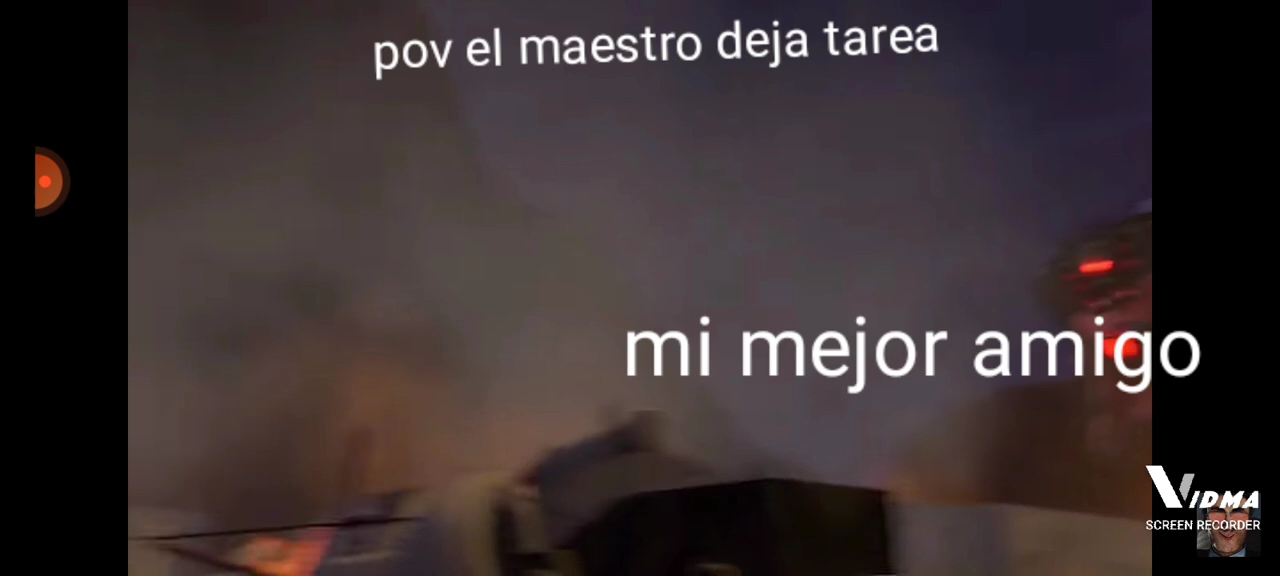 pov el maestro deja tarea
mi mejor amigo
VIDMA
SCREEN RECORDER